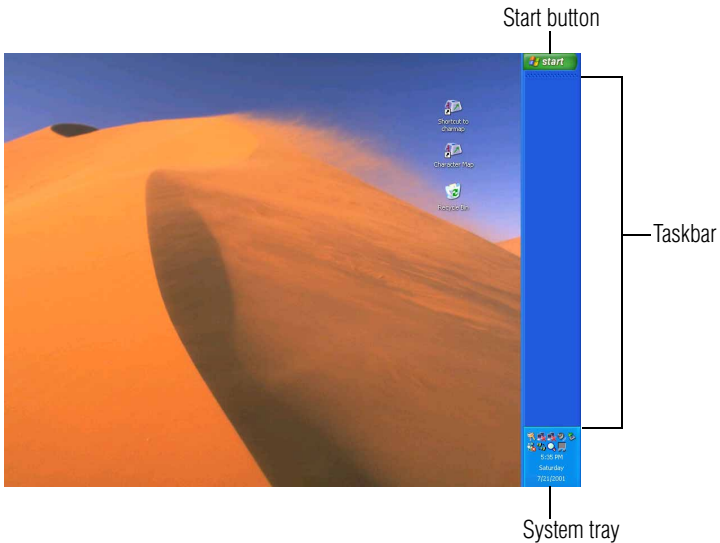 Start button
start
Shortcut to
charmap
Character Map
Recycle Bin
Taskbar
5:35 PM
Saturday
7/21/2001
System tray